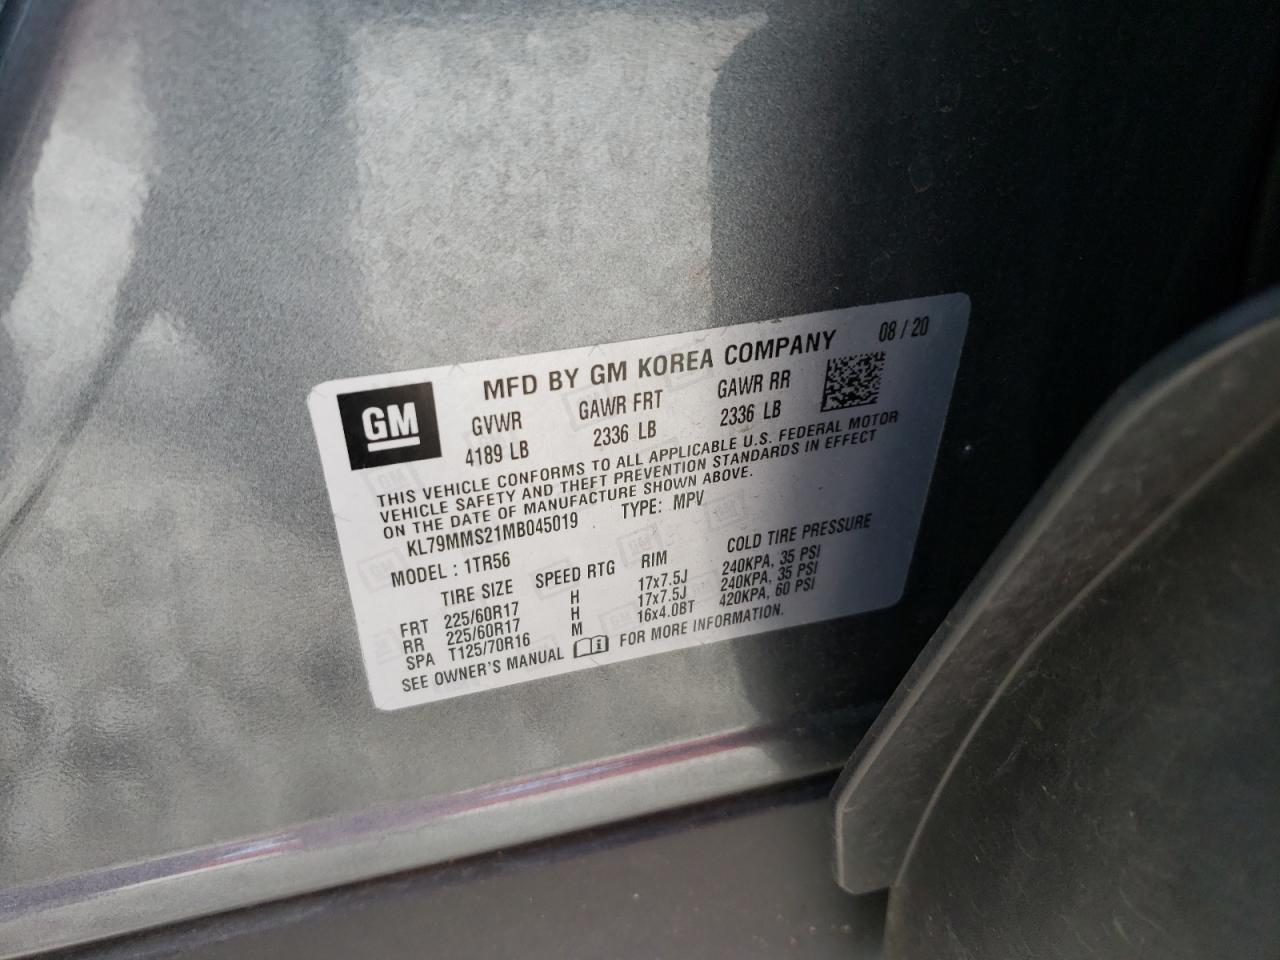 GM
MFD BY GM KOREA COMPANY 08 / 20
GVWR GAWR FRT GAWR RR
4189 LB 2336 LB 2336 LB
THIS VEHICLE CONFORMS TO ALL APPLICABLE U.S. FEDERAL MOTOR
VEHICLE SAFETY AND THEFT PREVENTION STANDARDS IN EFFECT
ON THE DATE OF MANUFACTURE SHOWN ABOVE.
KL79MMS21MB045019 TYPE: MPV
MODEL : 1TR56
TIRE SIZE SPEED RTG RIM COLD TIRE PRESSURE
FRT 225/60R17 H 17x7.5J 240KPA, 35 PSI
RR 225/60R17 H 17x7.5J 240KPA, 35 PSI
SPA T125/70R16 M 16x4.0BT 420KPA, 60 PSI
SEE OWNER'S MANUAL FOR MORE INFORMATION.